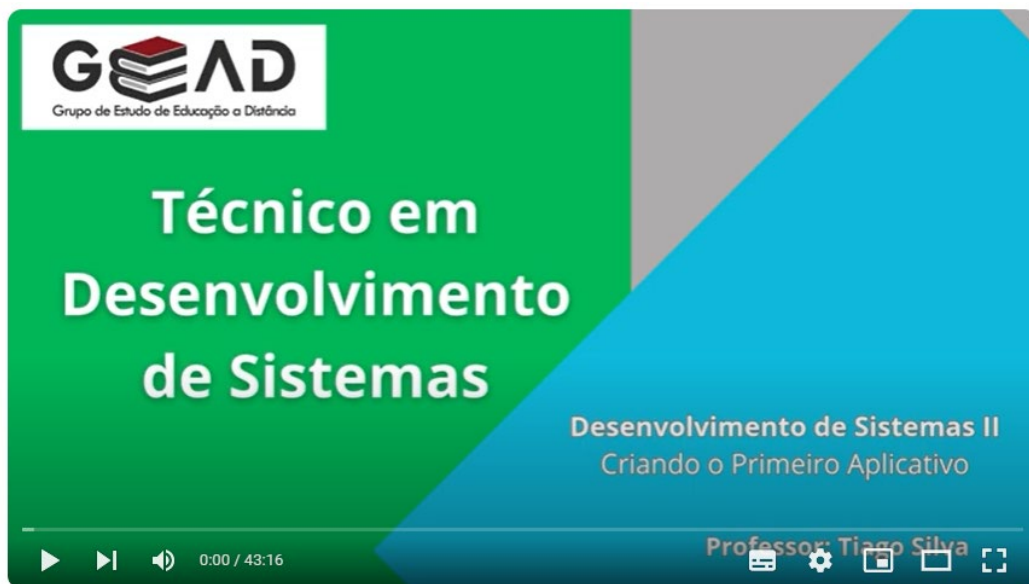 GEAD
Grupo de Estudo de Educação a Distância
Técnico em
Desenvolvimento
de Sistemas
Desenvolvimento de Sistemas II
Criando o Primeiro Aplicativo
Professor: Tiago Silva
0:00 / 43:16